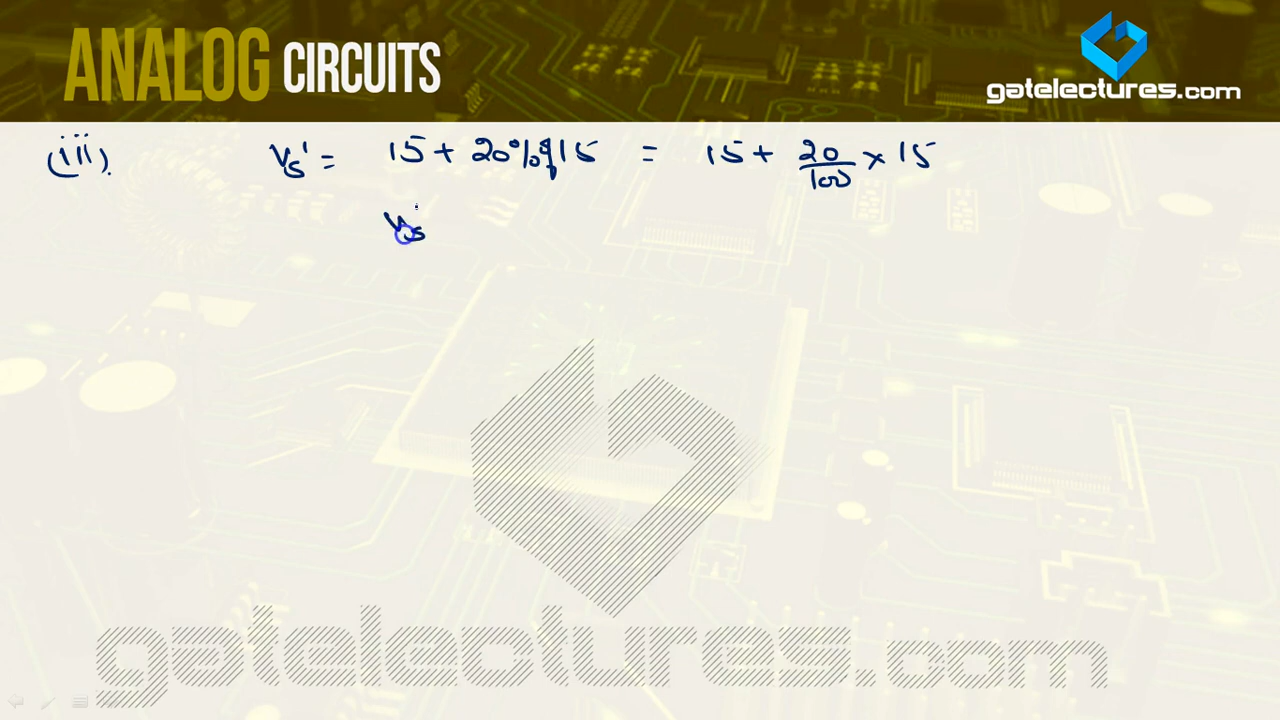 ANALOG CIRCUITS
gatelectures.com
(iii). Vs' = 15 + 20% of 15 = 15 + 20/100 × 15
Vs
gatelectures.com